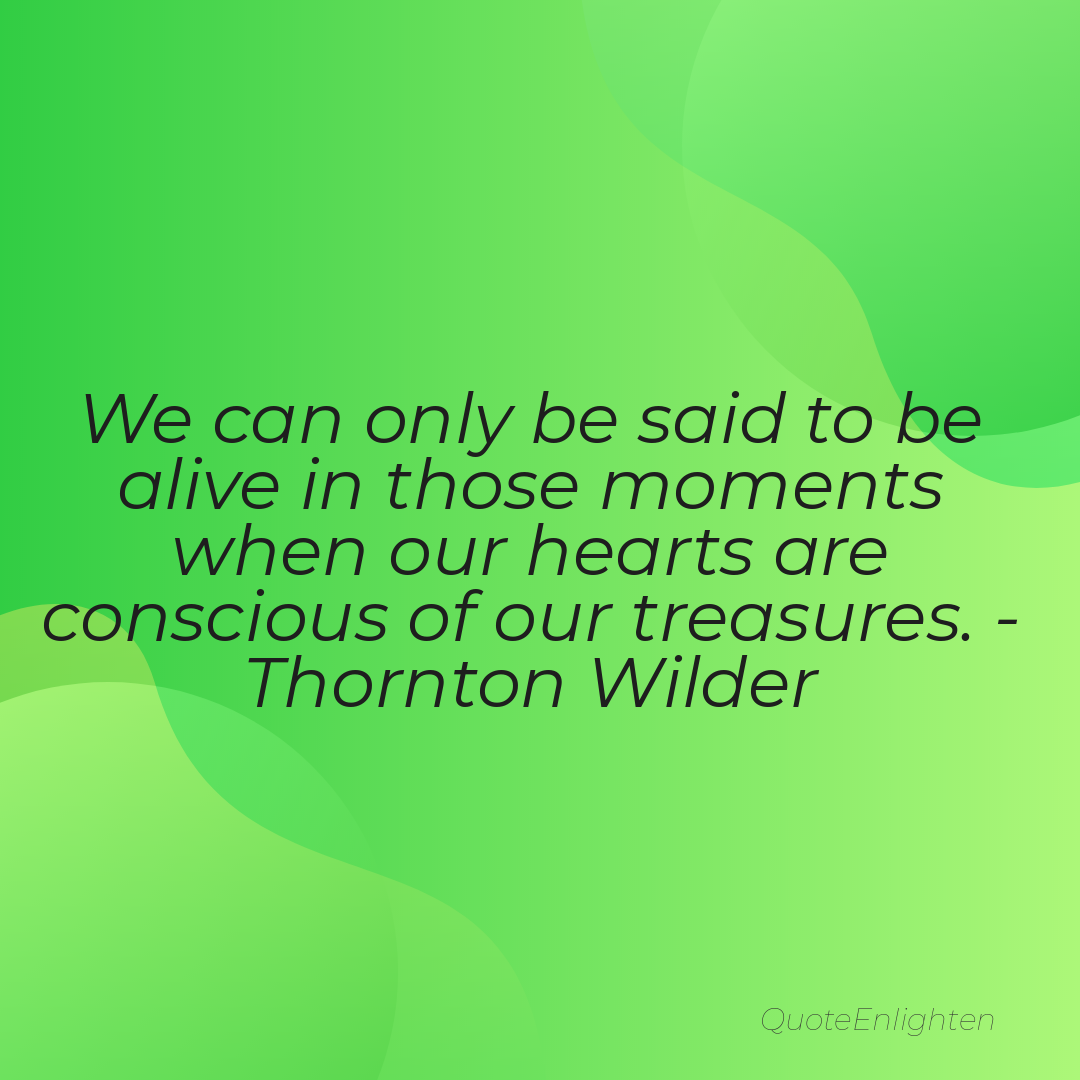 We can only be said to be
alive in those moments
when our hearts are
conscious of our treasures. -
Thornton Wilder
QuoteEnlighten